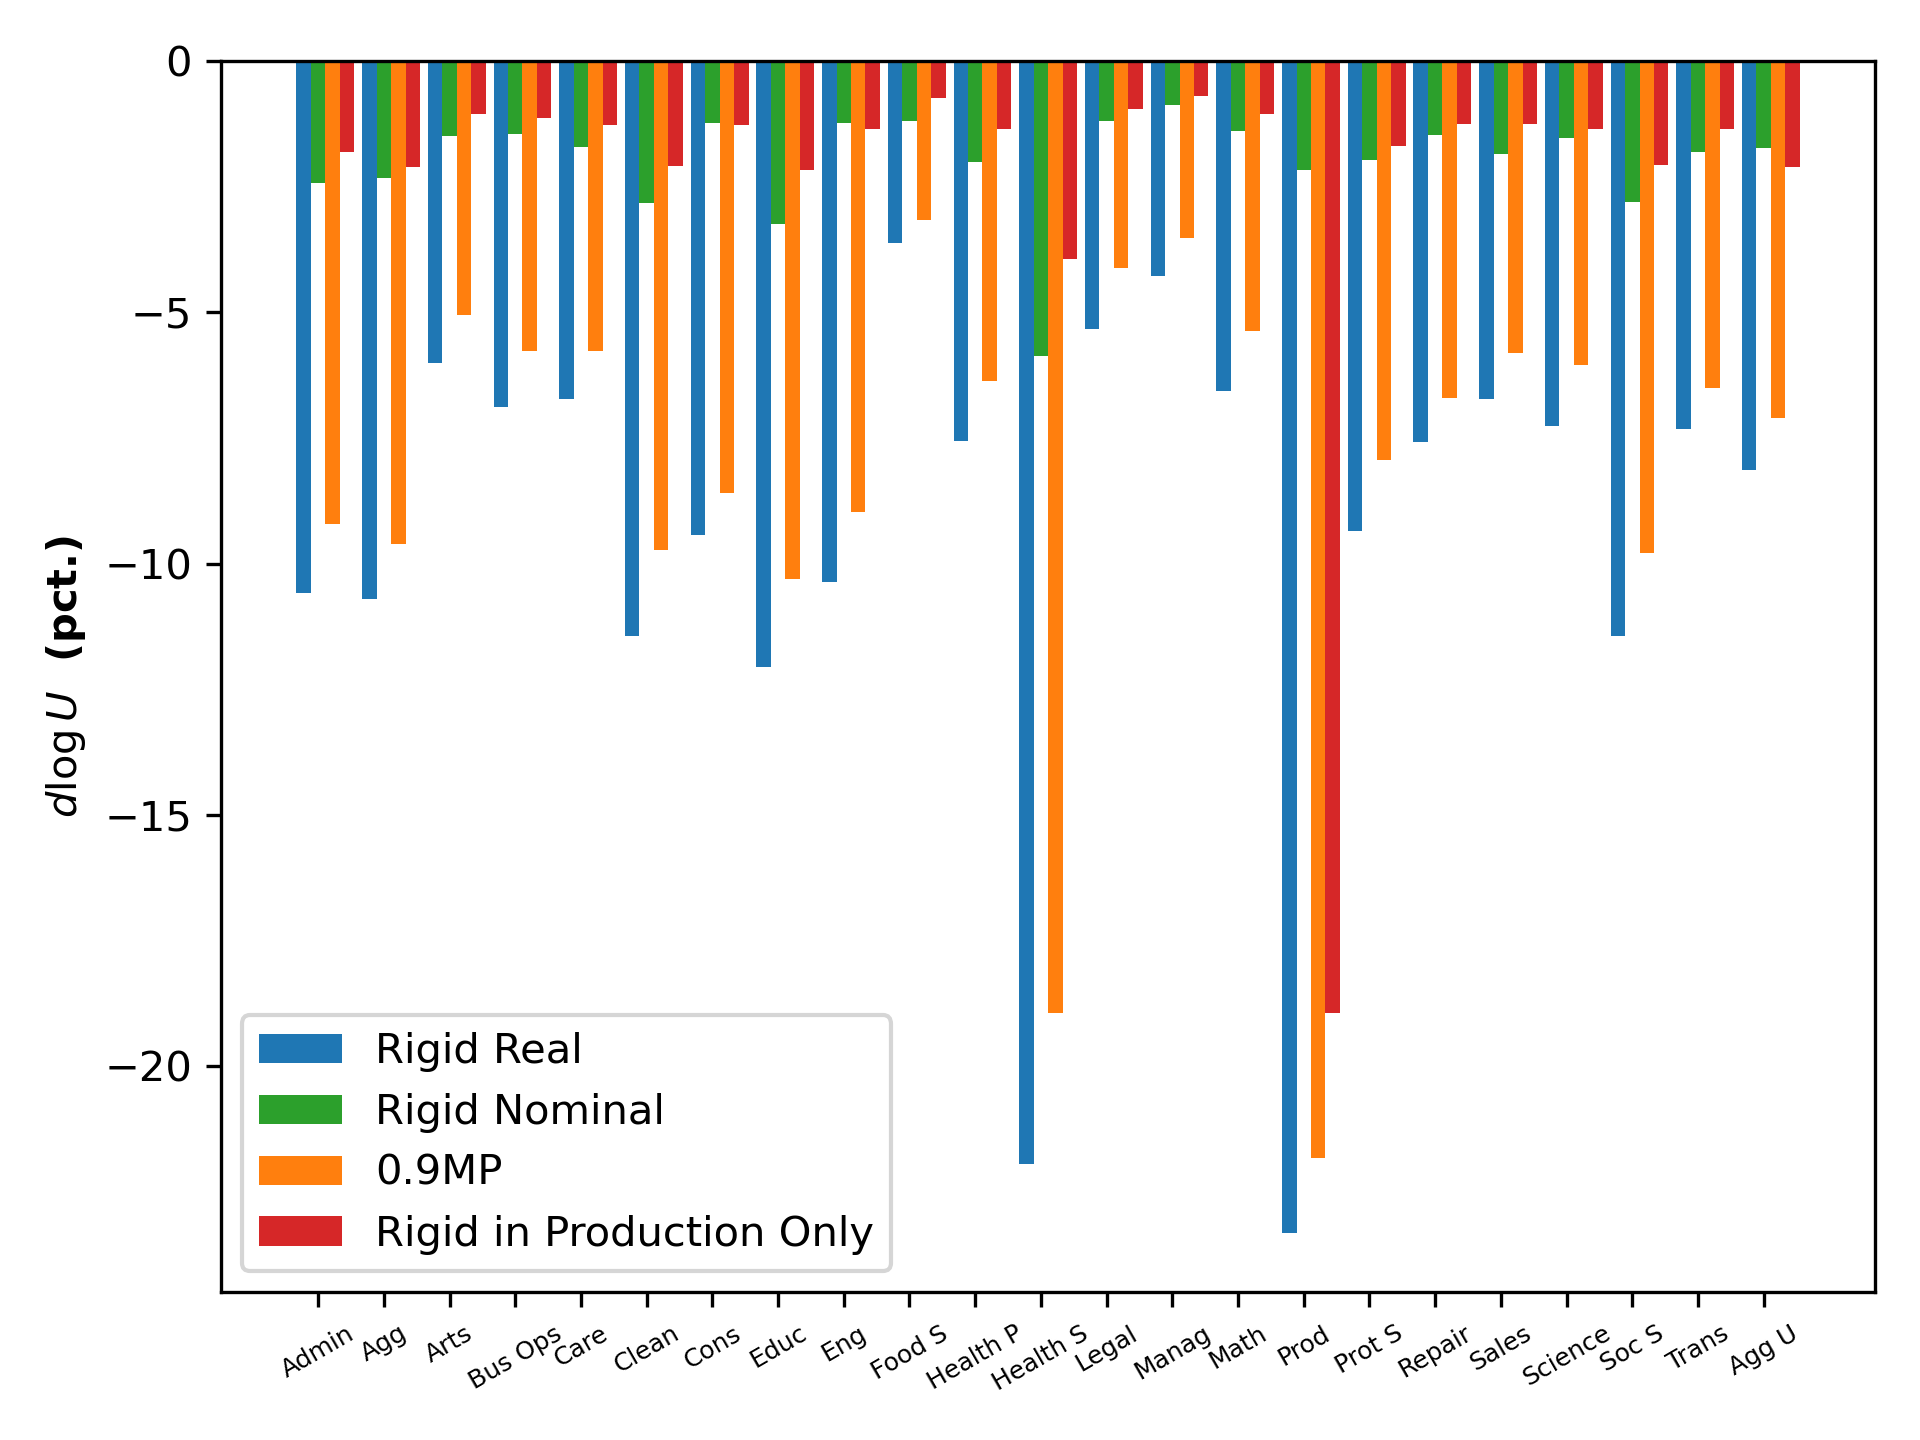 0
−5
−10
−15
−20
d log U (pct.)
Rigid Real
Rigid Nominal
0.9MP
Rigid in Production Only
Admin
Agg
Arts
Bus Ops
Care
Clean
Cons
Educ
Eng
Food S
Health P
Health S
Legal
Manag
Math
Prod
Prot S
Repair
Sales
Science
Soc S
Trans
Agg U